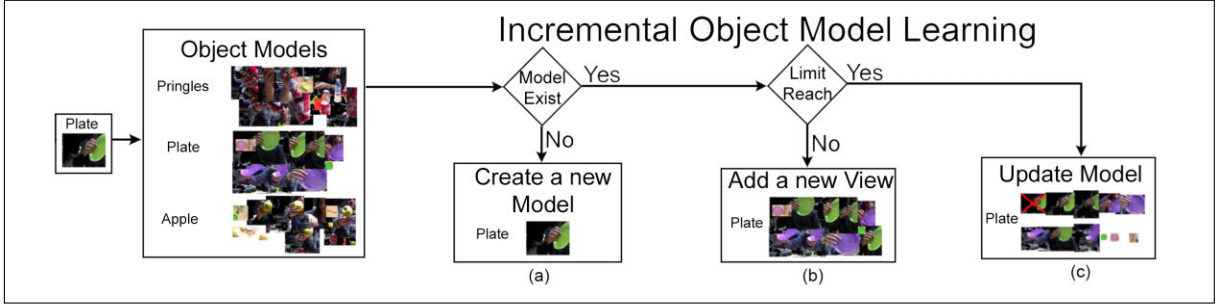 Incremental Object Model Learning
Plate
Object Models
Pringles
Plate
Apple
Model
Exist
Yes
No
Limit
Reach
Yes
No
Create a new
Model
Plate
(a)
Add a new View
Plate
(b)
Update Model
Plate
(c)